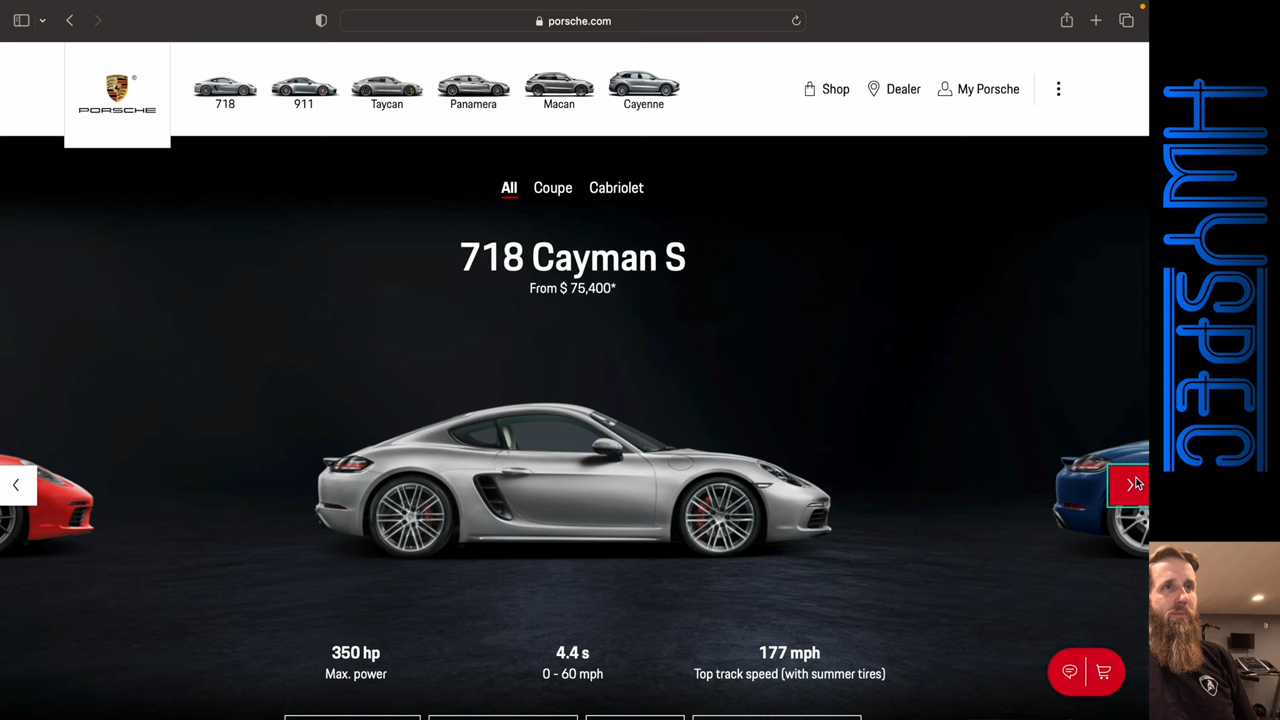 porsche.com
PORSCHE
718
911
Taycan
Panamera
Macan
Cayenne
Shop
Dealer
My Porsche
All
Coupe
Cabriolet
718 Cayman S
From $ 75,400*
350 hp
Max. power
4.4 s
0 - 60 mph
177 mph
Top track speed (with summer tires)
HMYSPEC